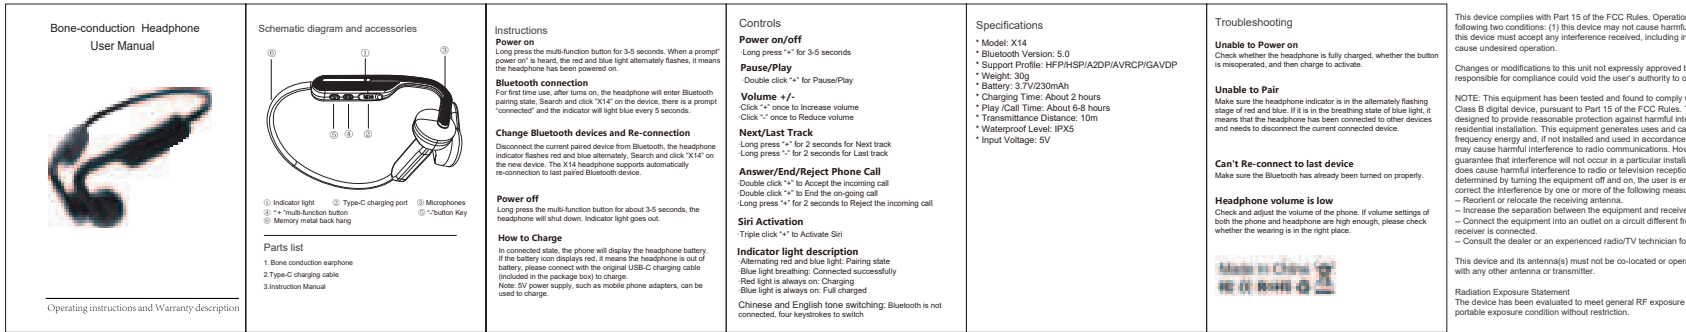 Bone-conduction Headphone
User Manual
Operating instructions and Warranty description
Schematic diagram and accessories
⑥
①
③
MENU
⑤ ④ ②
① Indicator light ② Type-C charging port ③ Microphones
④ "+ "multi-function button ⑤ "-"button Key
⑥ Memory metal back hang
Parts list
1. Bone conduction earphone
2.Type-C charging cable
3.Instruction Manual
Instructions
Power on
Long press the multi-function button for 3-5 seconds. When a prompt"
power on" is heard, the red and blue light alternately flashes, it means
the headphone has been powered on.
Bluetooth connection
For first time use, after turns on, the headphone will enter Bluetooth
pairing state, Search and click "X14" on the device, there is a prompt
"connected" and the indicator will light blue every 5 seconds.
Change Bluetooth devices and Re-connection
Disconnect the current paired device from Bluetooth, the headphone
indicator flashes red and blue alternately, Search and click "X14" on
the new device. The X14 headphone supports automatically
re-connection to last paired Bluetooth device.
Power off
Long press the multi-function button for about 3-5 seconds, the
headphone will shut down. Indicator light goes out.
How to Charge
In connected state, the phone will display the headphone battery.
If the battery icon displays red, it means the headphone is out of
battery, please connect with the original USB-C charging cable
(included in the package box) to charge.
Note: 5V power supply, such as mobile phone adapters, can be
used to charge.
Controls
Power on/off
·Long press "+" for 3-5 seconds
Pause/Play
·Double click "+" for Pause/Play
Volume +/-
·Click "+" once to Increase volume
·Click "-" once to Reduce volume
Next/Last Track
·Long press "+" for 2 seconds for Next track
·Long press "-" for 2 seconds for Last track
Answer/End/Reject Phone Call
·Double click "+" to Accept the incoming call
·Double click "+" to End the on-going call
·Long press "+" for 2 seconds to Reject the incoming call
Siri Activation
·Triple click "+" to Activate Siri
Indicator light description
·Alternating red and blue light: Pairing state
·Blue light breathing: Connected successfully
·Red light is always on: Charging
·Blue light is always on: Full charged
Chinese and English tone switching: Bluetooth is not
connected, four keystrokes to switch
Specifications
* Model: X14
* Bluetooth Version: 5.0
* Support Profile: HFP/HSP/A2DP/AVRCP/GAVDP
* Weight: 30g
* Battery: 3.7V/230mAh
* Charging Time: About 2 hours
* Play /Call Time: About 6-8 hours
* Transmittance Distance: 10m
* Waterproof Level: IPX5
* Input Voltage: 5V
Troubleshooting
Unable to Power on
Check whether the headphone is fully charged, whether the button
is misoperated, and then charge to activate.
Unable to Pair
Make sure the headphone indicator is in the alternately flashing
stage of red and blue. If it is in the breathing state of blue light, it
means that the headphone has been connected to other devices
and needs to disconnect the current connected device.
Can't Re-connect to last device
Make sure the Bluetooth has already been turned on properly.
Headphone volume is low
Check and adjust the volume of the phone. If volume settings of
both the phone and headphone are high enough, please check
whether the wearing is in the right place.
Made in China
FC CE RoHS
This device complies with Part 15 of the FCC Rules. Operation
following two conditions: (1) this device may not cause harmfu
this device must accept any interference received, including in
cause undesired operation.
Changes or modifications to this unit not expressly approved b
responsible for compliance could void the user's authority to o
NOTE: This equipment has been tested and found to comply w
Class B digital device, pursuant to Part 15 of the FCC Rules. T
designed to provide reasonable protection against harmful inte
residential installation. This equipment generates uses and ca
frequency energy and, if not installed and used in accordance
may cause harmful interference to radio communications. How
guarantee that interference will not occur in a particular installa
does cause harmful interference to radio or television receptio
determined by turning the equipment off and on, the user is en
correct the interference by one or more of the following measu
-- Reorient or relocate the receiving antenna.
-- Increase the separation between the equipment and receive
-- Connect the equipment into an outlet on a circuit different fr
receiver is connected.
-- Consult the dealer or an experienced radio/TV technician fo
This device and its antenna(s) must not be co-located or opera
with any other antenna or transmitter.
Radiation Exposure Statement
The device has been evaluated to meet general RF exposure
portable exposure condition without restriction.